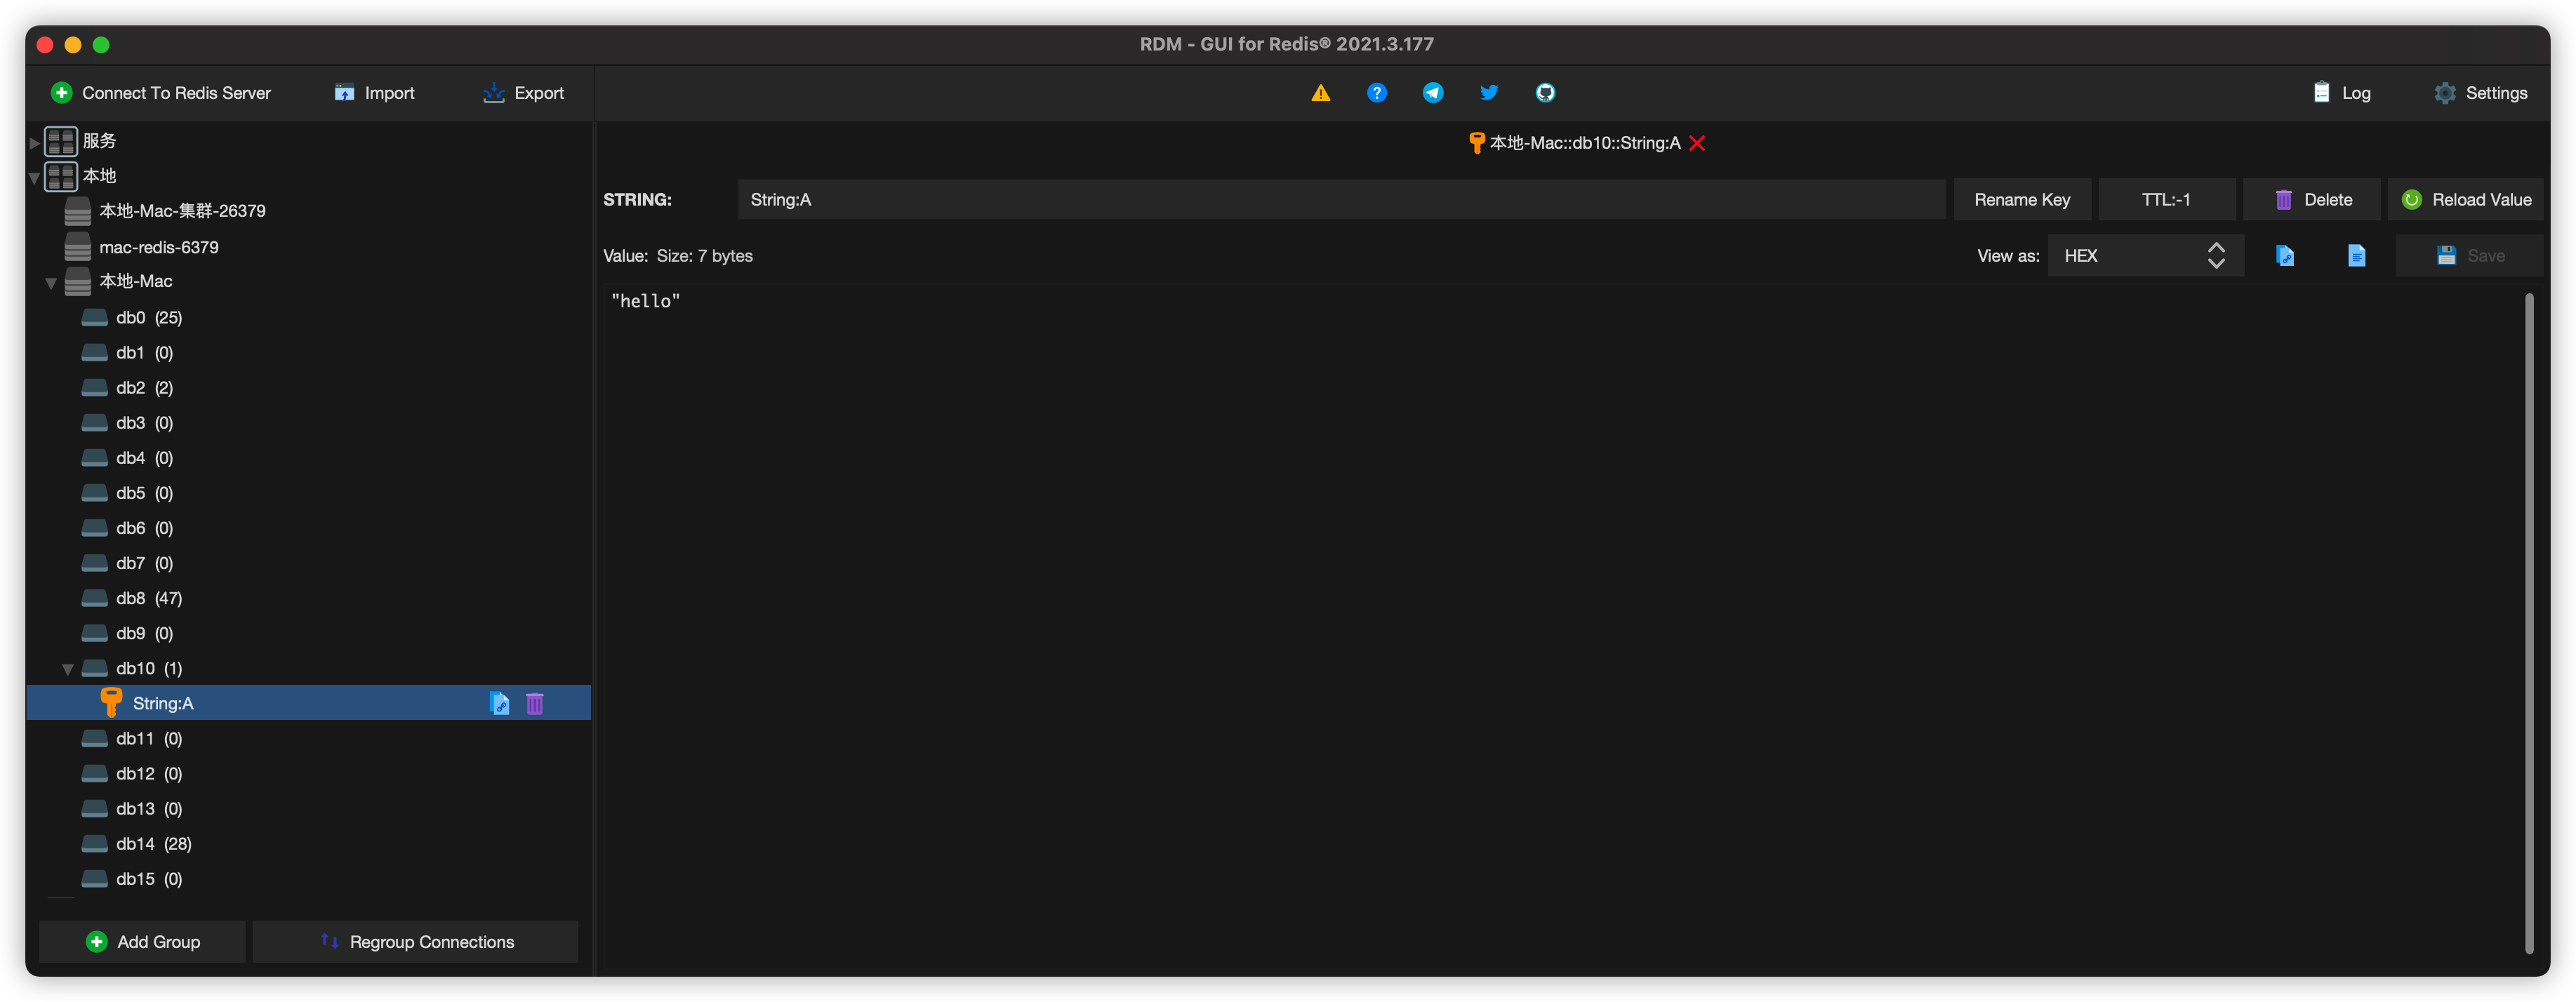 RDM - GUI for Redis® 2021.3.177
Connect To Redis Server
Import
Export
Log
Settings
服务
本地
本地-Mac-集群-26379
mac-redis-6379
本地-Mac
db0 (25)
db1 (0)
db2 (2)
db3 (0)
db4 (0)
db5 (0)
db6 (0)
db7 (0)
db8 (47)
db9 (0)
db10 (1)
String:A
db11 (0)
db12 (0)
db13 (0)
db14 (28)
db15 (0)
Add Group
Regroup Connections
本地-Mac::db10::String:A
STRING:
String:A
Rename Key
TTL:-1
Delete
Reload Value
Value: Size: 7 bytes
View as:
HEX
Save
"hello"